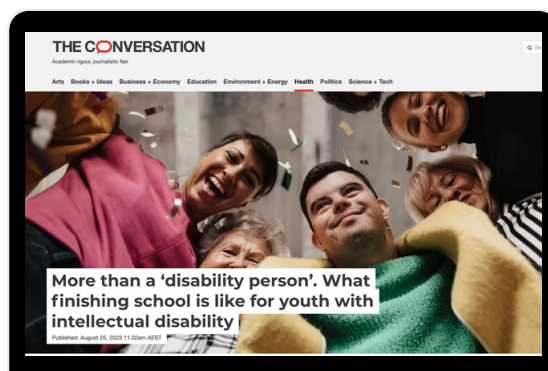 THE CONVERSATION
Academic rigour, journalistic flair
Arts Books + Ideas Business + Economy Education Environment + Energy Health Politics Science + Tech
More than a ‘disability person’. What
finishing school is like for youth with
intellectual disability
Published: August 25, 2023 11.02am AEST